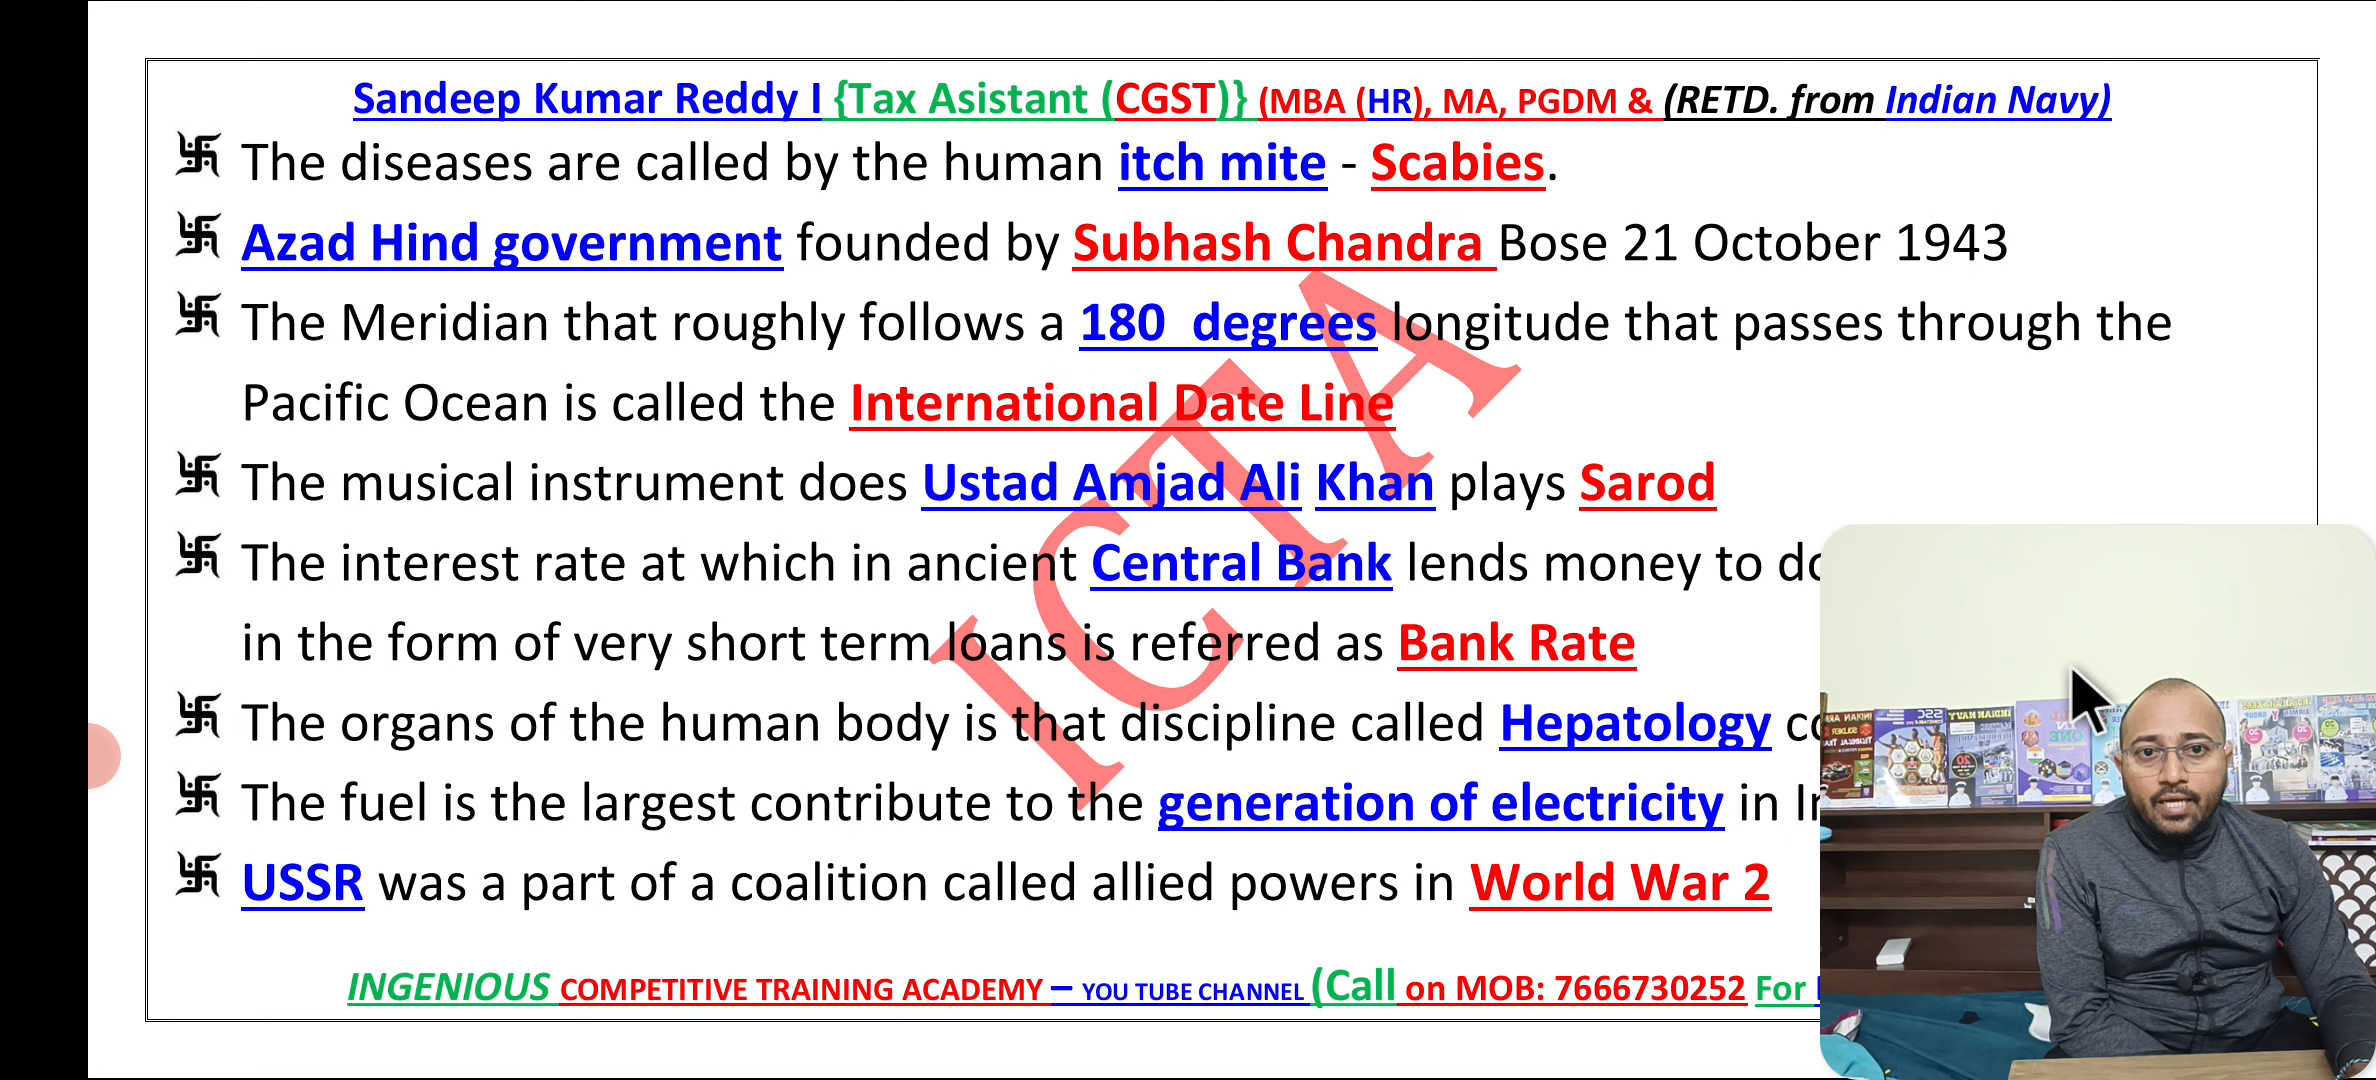 Sandeep Kumar Reddy I {Tax Asistant (CGST)} (MBA (HR), MA, PGDM & (RETD. from Indian Navy)
The diseases are called by the human itch mite - Scabies.
Azad Hind government founded by Subhash Chandra Bose 21 October 1943
The Meridian that roughly follows a 180 degrees longitude that passes through the
Pacific Ocean is called the International Date Line
The musical instrument does Ustad Amjad Ali Khan plays Sarod
The interest rate at which in ancient Central Bank lends money to
in the form of very short term loans is referred as Bank Rate
The organs of the human body is that discipline called Hepatology
The fuel is the largest contribute to the generation of electricity in
USSR was a part of a coalition called allied powers in World War 2
ICTA
INGENIOUS COMPETITIVE TRAINING ACADEMY – YOU TUBE CHANNEL (Call on MOB: 7666730252 For